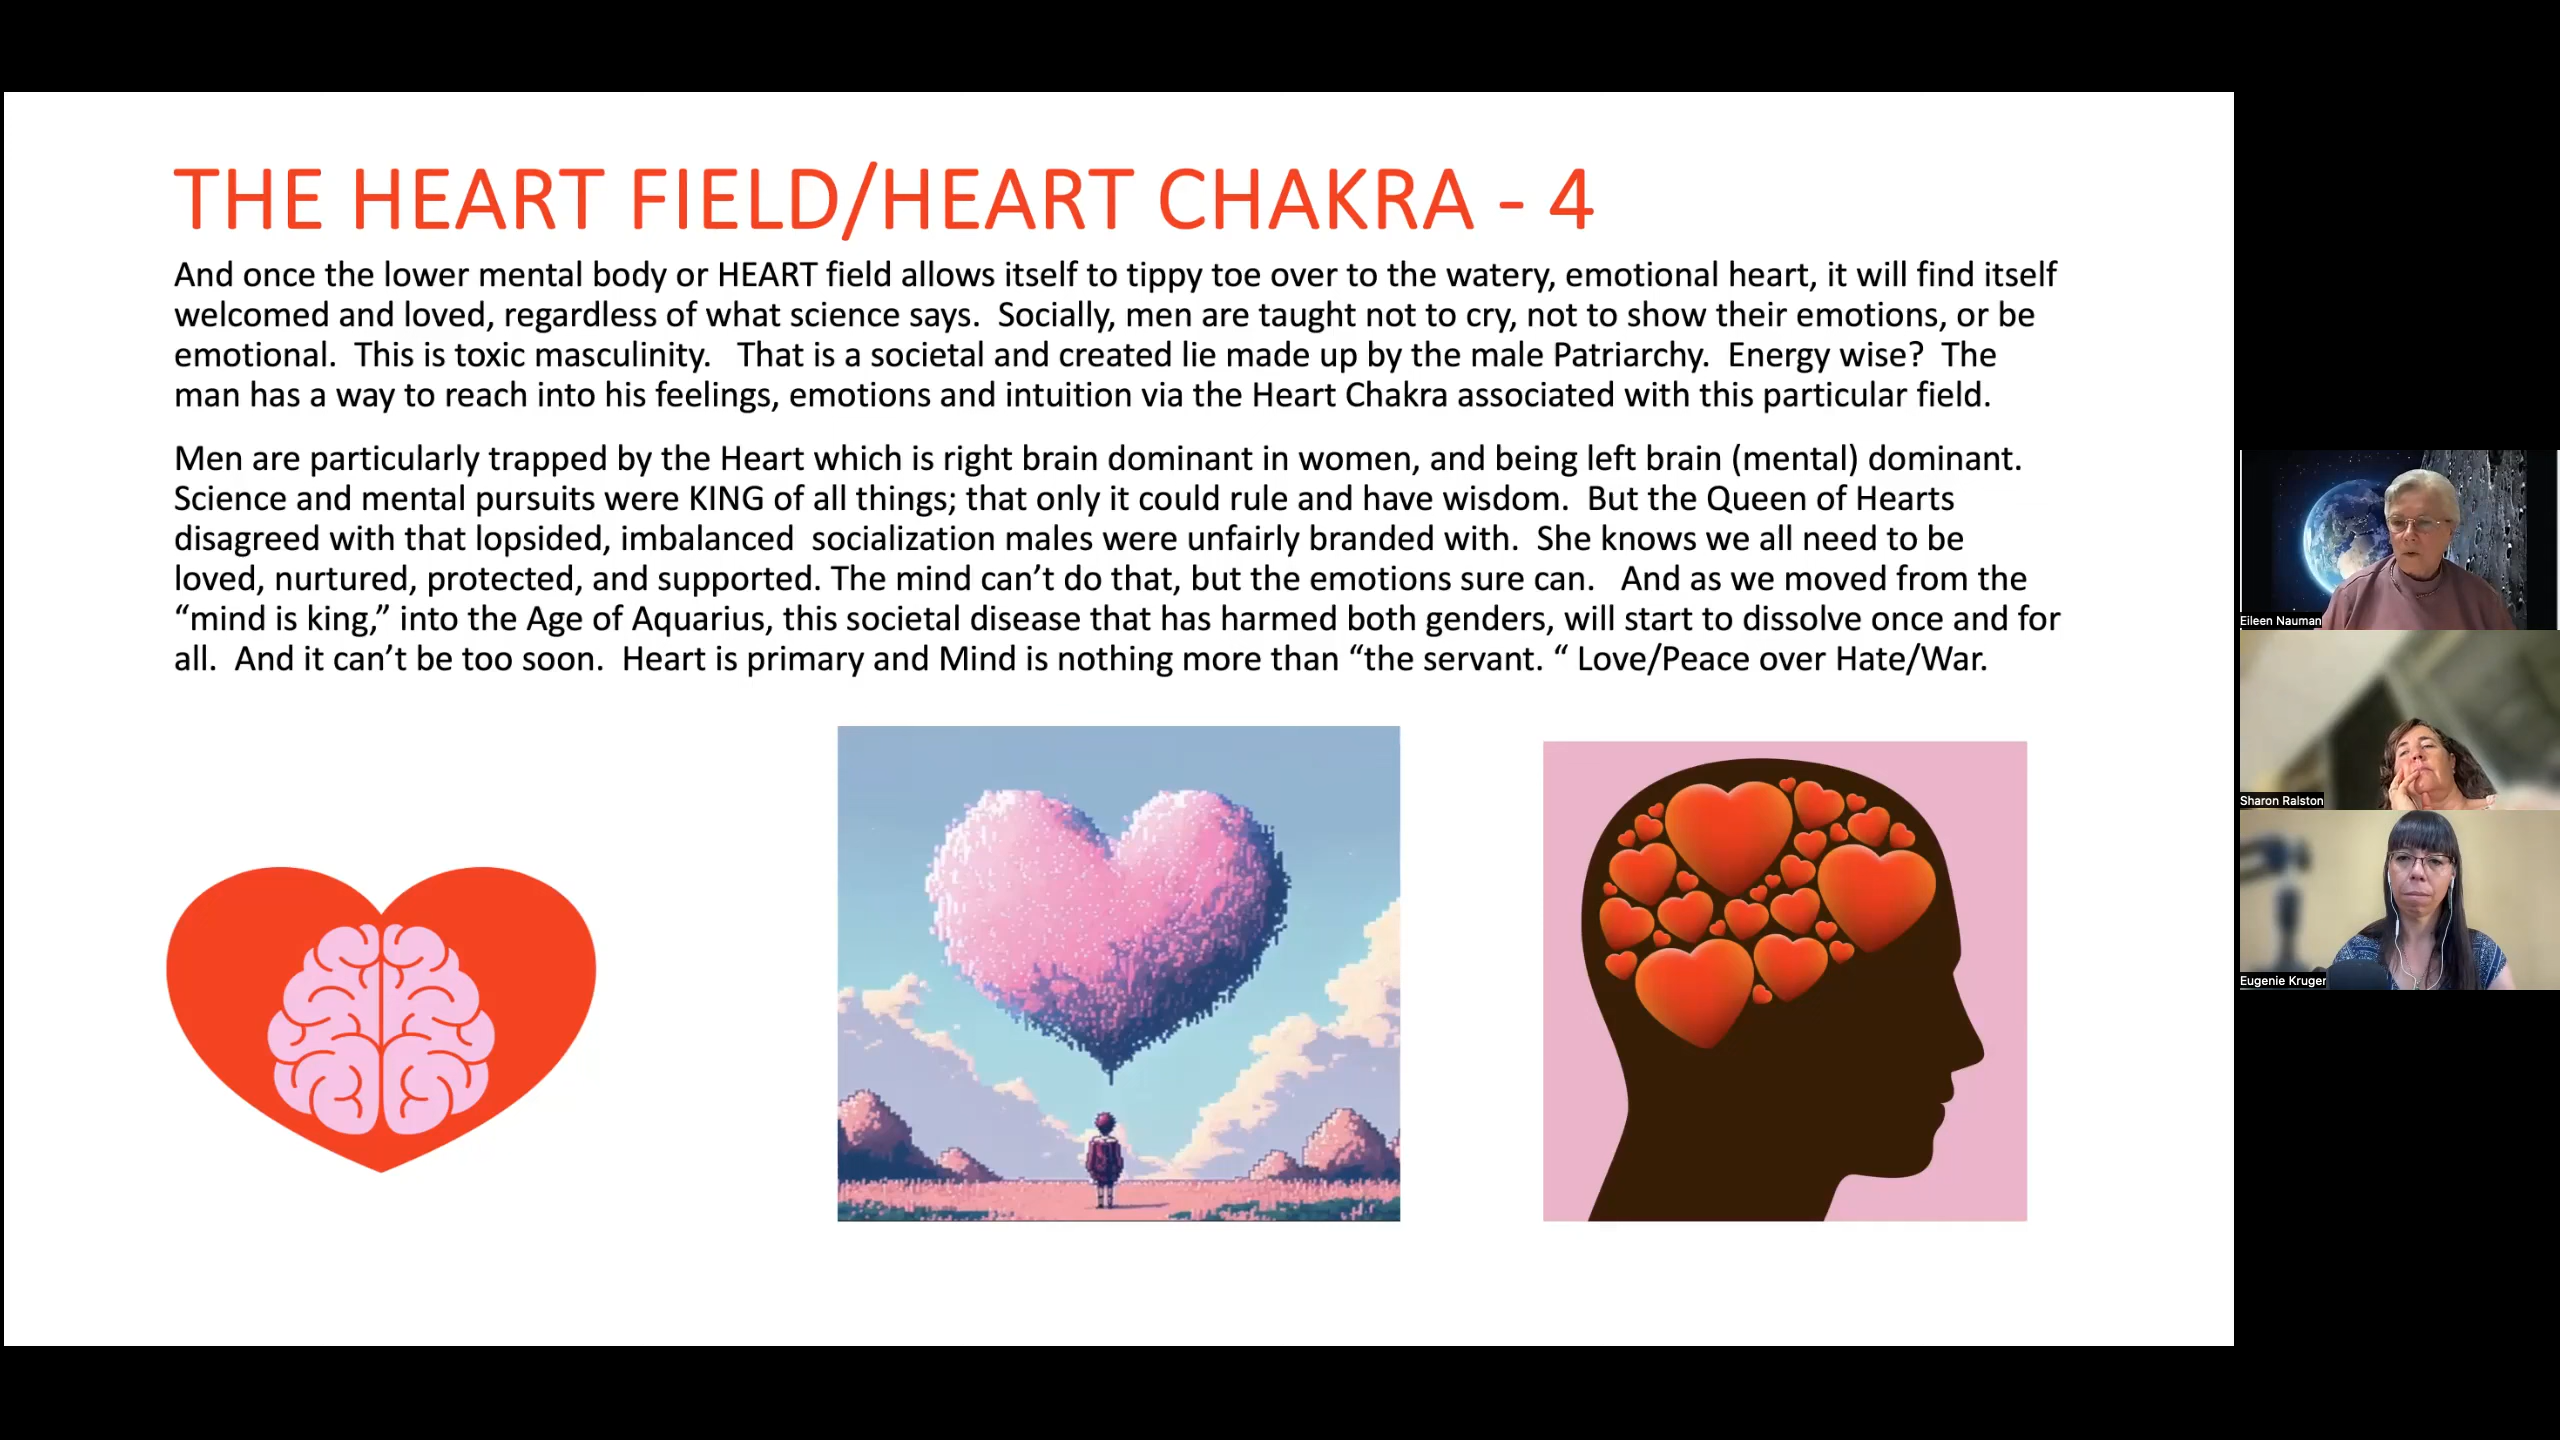 THE HEART FIELD/HEART CHAKRA - 4
And once the lower mental body or HEART field allows itself to tippy toe over to the watery, emotional heart, it will find itself
welcomed and loved, regardless of what science says.  Socially, men are taught not to cry, not to show their emotions, or be
emotional.  This is toxic masculinity.   That is a societal and created lie made up by the male Patriarchy.  Energy wise?  The
man has a way to reach into his feelings, emotions and intuition via the Heart Chakra associated with this particular field.
Men are particularly trapped by the Heart which is right brain dominant in women, and being left brain (mental) dominant.
Science and mental pursuits were KING of all things; that only it could rule and have wisdom.  But the Queen of Hearts
disagreed with that lopsided, imbalanced  socialization males were unfairly branded with.  She knows we all need to be
loved, nurtured, protected, and supported. The mind can’t do that, but the emotions sure can.   And as we moved from the
“mind is king,” into the Age of Aquarius, this societal disease that has harmed both genders, will start to dissolve once and for
all.  And it can’t be too soon.  Heart is primary and Mind is nothing more than “the servant. “ Love/Peace over Hate/War.
Eileen Nauman
Sharon Ralston
Eugenie Kruger